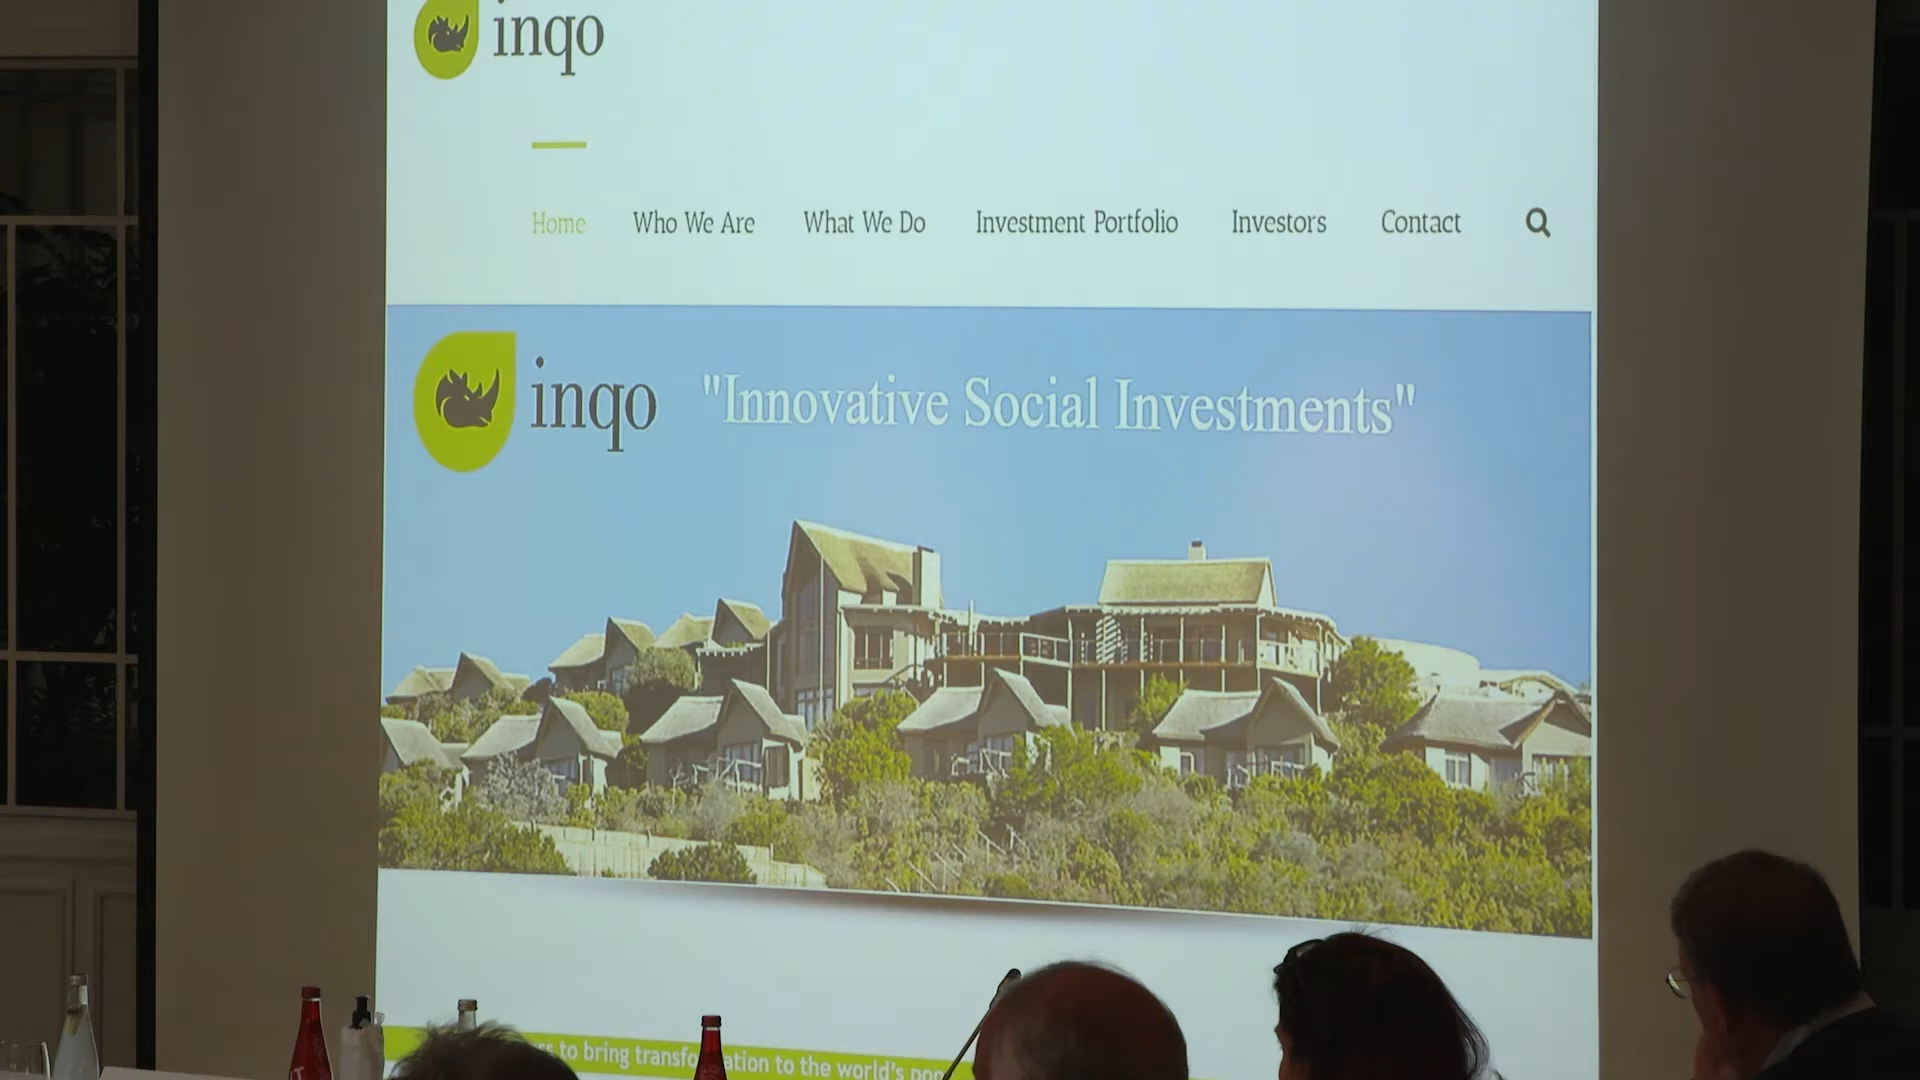 inqo
Home Who We Are What We Do Investment Portfolio Investors Contact
inqo "Innovative Social Investments"
to bring transfo ation to the world's